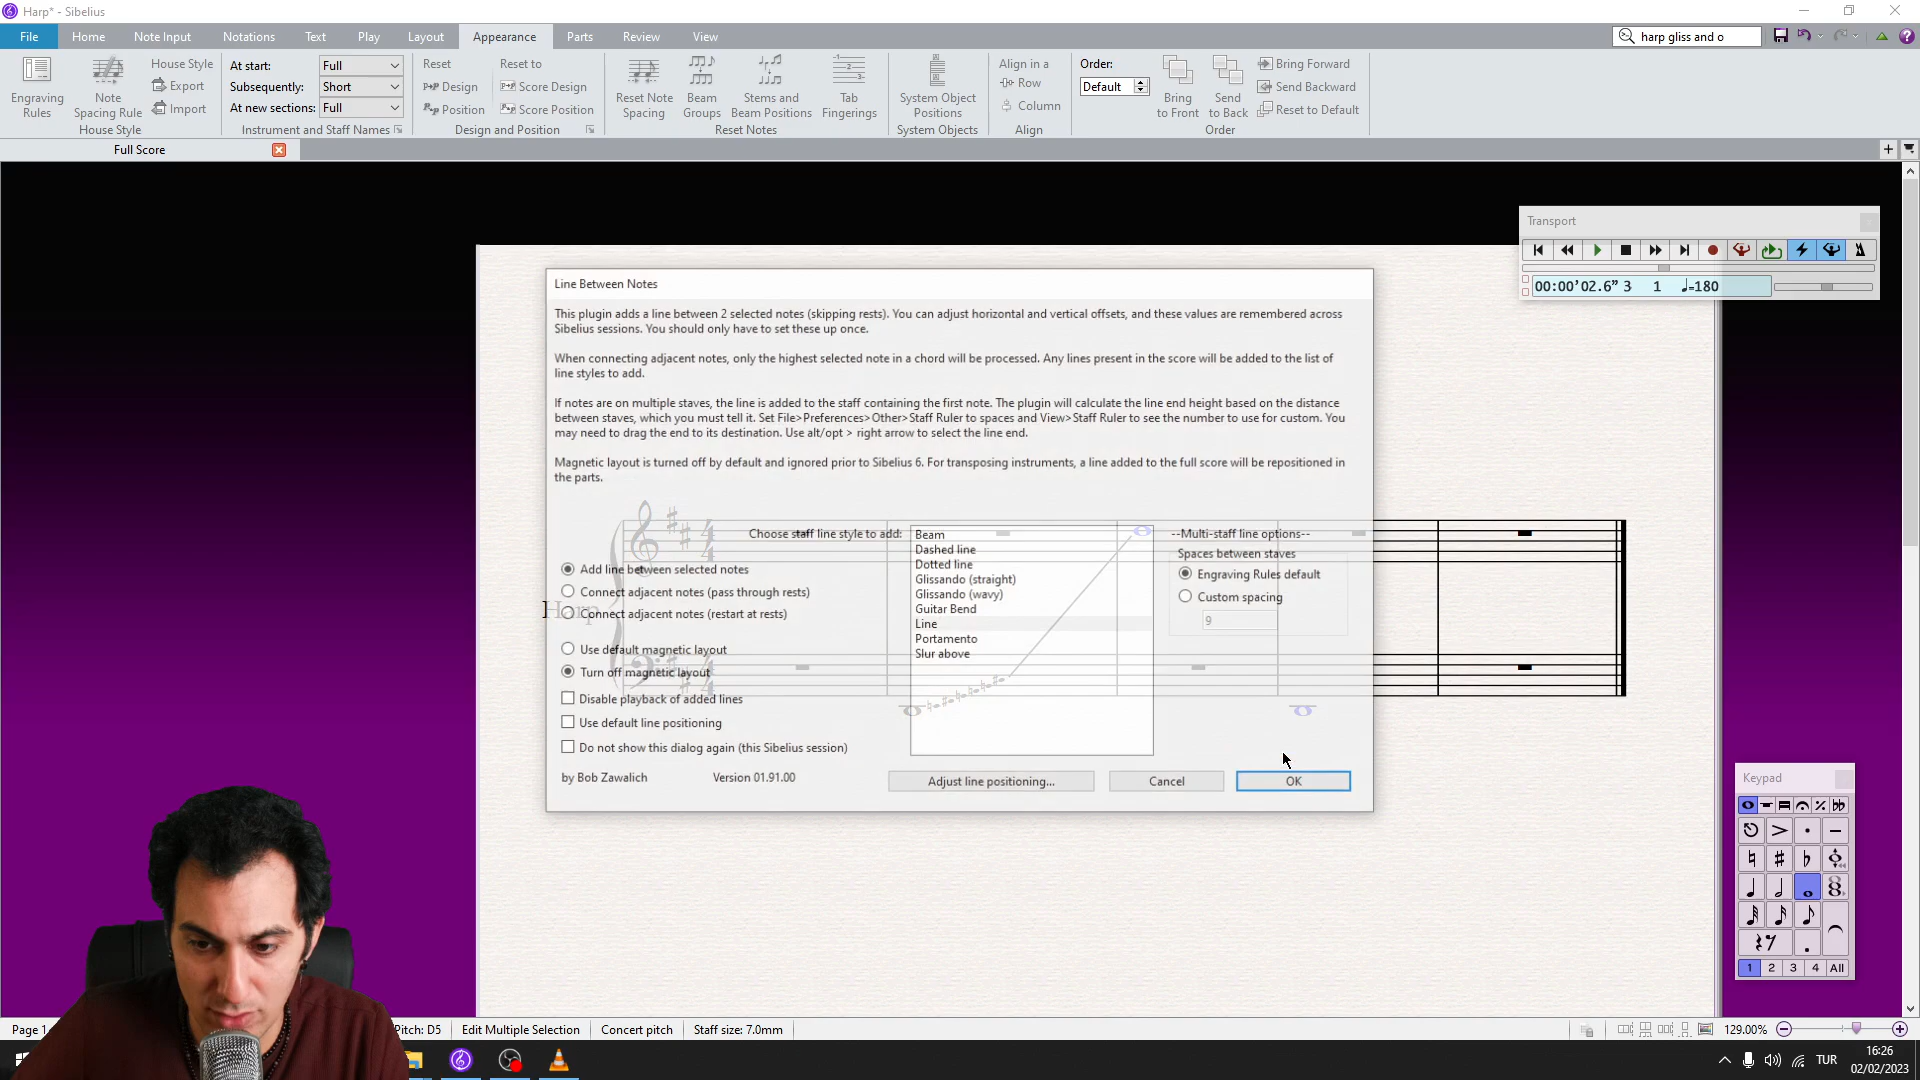 Harp* - Sibelius
File Home Note Input Notations Text Play Layout Appearance Parts Review View
harp gliss and o
House Style
Export
Import
Engraving Rules
Note Spacing Rule
House Style
At start: Full
Subsequently: Short
At new sections: Full
Instrument and Staff Names
Reset
Design
Position
Reset to
Score Design
Score Position
Design and Position
Reset Note Spacing
Beam Groups
Stems and Beam Positions
Tab Fingerings
Reset Notes
System Object Positions
System Objects
Align in a
Row
Column
Align
Order:
Default
Bring to Front
Send to Back
Bring Forward
Send Backward
Reset to Default
Order
Full Score
Transport
00:00'02.6" 3 1 ♩=180
Line Between Notes
This plugin adds a line between 2 selected notes (skipping rests). You can adjust horizontal and vertical offsets, and these values are remembered across
Sibelius sessions. You should only have to set these up once.
When connecting adjacent notes, only the highest selected note in a chord will be processed. Any lines present in the score will be added to the list of
line styles to add.
If notes are on multiple staves, the line is added to the staff containing the first note. The plugin will calculate the line end height based on the distance
between staves, which you must tell it. Set File>Preferences>Other>Staff Ruler to spaces and View>Staff Ruler to see the number to use for custom. You
may need to drag the end to its destination. Use alt/opt > right arrow to select the line end.
Magnetic layout is turned off by default and ignored prior to Sibelius 6. For transposing instruments, a line added to the full score will be repositioned in
the parts.
Choose staff line style to add:
Beam
Dashed line
Dotted line
Glissando (straight)
Glissando (wavy)
Guitar Bend
Line
Portamento
Slur above
--Multi-staff line options--
Spaces between staves
Engraving Rules default
Custom spacing
9
Add line between selected notes
Connect adjacent notes (pass through rests)
Connect adjacent notes (restart at rests)
Harp
Use default magnetic layout
Turn off magnetic layout
Disable playback of added lines
Use default line positioning
Do not show this dialog again (this Sibelius session)
by Bob Zawalich Version 01.91.00
Adjust line positioning... Cancel OK
Keypad
1 2 3 4 All
Page 1 Pitch: D5 Edit Multiple Selection Concert pitch Staff size: 7.0mm 129.00%
TUR
16:26
02/02/2023